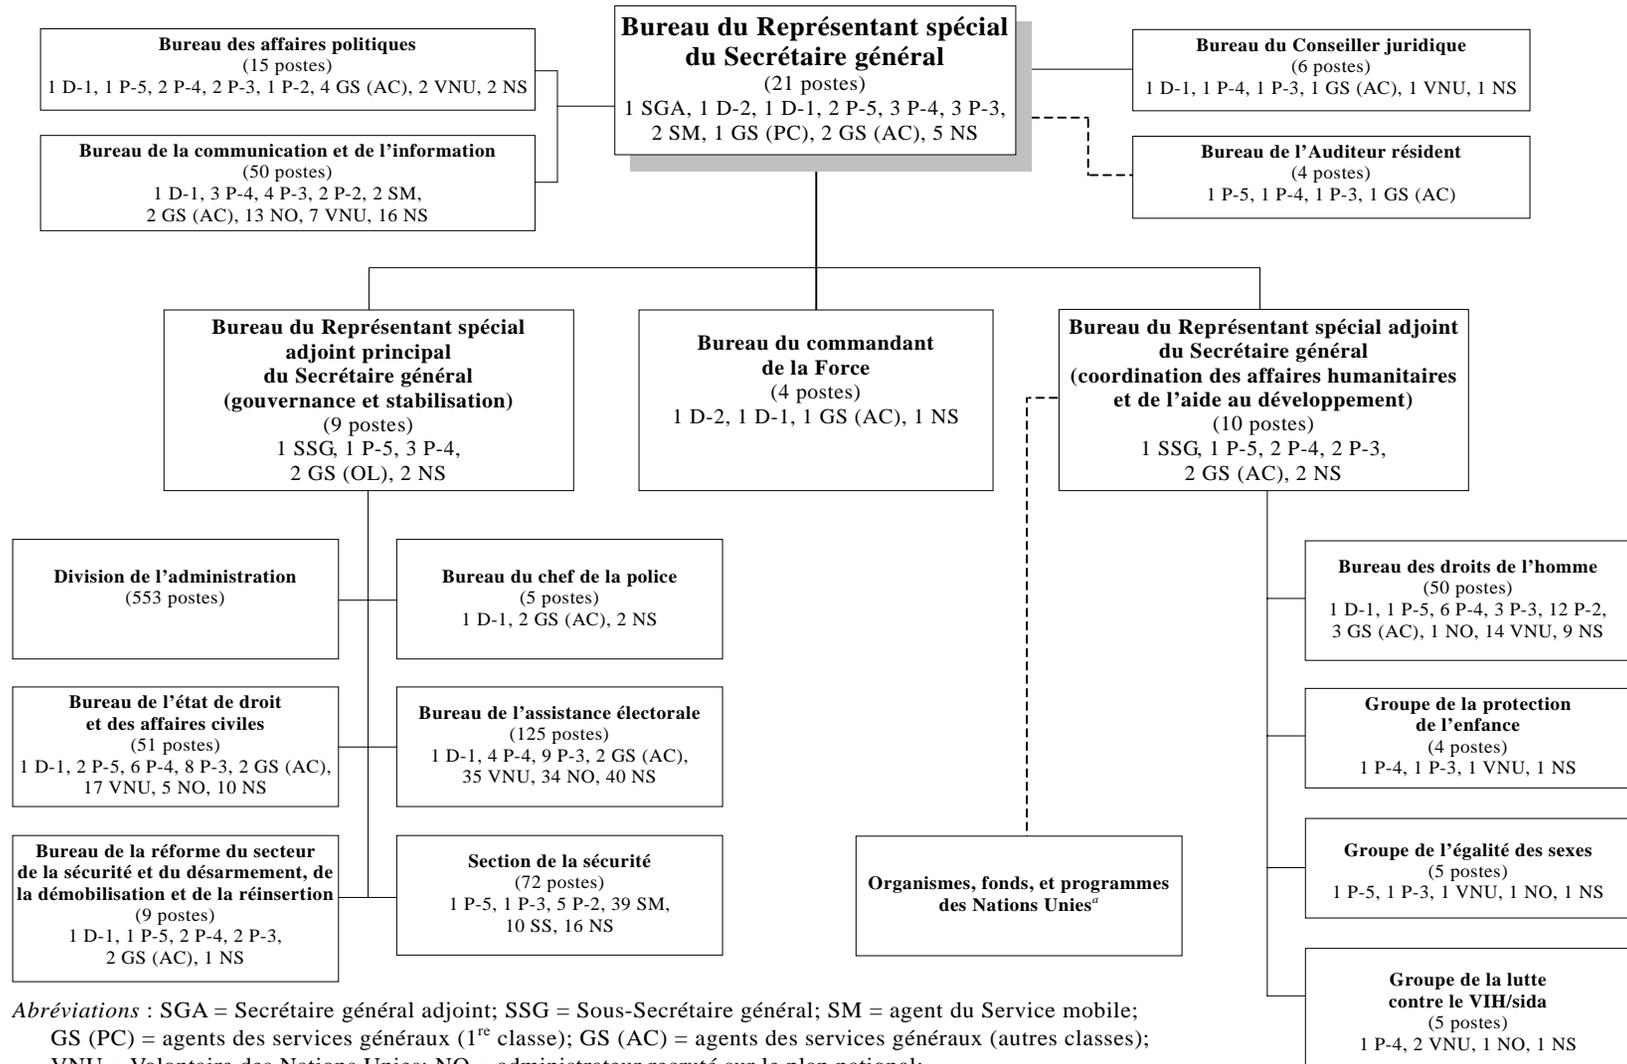 Bureau du Représentant spécial
du Secrétaire général
(21 postes)
1 SGA, 1 D-2, 1 D-1, 2 P-5, 3 P-4, 3 P-3,
2 SM, 1 GS (PC), 2 GS (AC), 5 NS
Bureau des affaires politiques
(15 postes)
1 D-1, 1 P-5, 2 P-4, 2 P-3, 1 P-2, 4 GS (AC), 2 VNU, 2 NS
Bureau de la communication et de l'information
(50 postes)
1 D-1, 3 P-4, 4 P-3, 2 P-2, 2 SM,
2 GS (AC), 13 NO, 7 VNU, 16 NS
Bureau du Conseiller juridique
(6 postes)
1 D-1, 1 P-4, 1 P-3, 1 GS (AC), 1 VNU, 1 NS
Bureau de l'Auditeur résident
(4 postes)
1 P-5, 1 P-4, 1 P-3, 1 GS (AC)
Bureau du Représentant spécial
adjoint principal
du Secrétaire général
(gouvernance et stabilisation)
(9 postes)
1 SSG, 1 P-5, 3 P-4,
2 GS (OL), 2 NS
Bureau du commandant
de la Force
(4 postes)
1 D-2, 1 D-1, 1 GS (AC), 1 NS
Bureau du Représentant spécial adjoint
du Secrétaire général
(coordination des affaires humanitaires
et de l'aide au développement)
(10 postes)
1 SSG, 1 P-5, 2 P-4, 2 P-3,
2 GS (AC), 2 NS
Division de l'administration
(553 postes)
Bureau du chef de la police
(5 postes)
1 D-1, 2 GS (AC), 2 NS
Bureau de l'état de droit
et des affaires civiles
(51 postes)
1 D-1, 2 P-5, 6 P-4, 8 P-3, 2 GS (AC),
17 VNU, 5 NO, 10 NS
Bureau de l'assistance électorale
(125 postes)
1 D-1, 4 P-4, 9 P-3, 2 GS (AC),
35 VNU, 34 NO, 40 NS
Bureau de la réforme du secteur
de la sécurité et du désarmement, de
la démobilisation et de la réinsertion
(9 postes)
1 D-1, 1 P-5, 2 P-4, 2 P-3,
2 GS (AC), 1 NS
Section de la sécurité
(72 postes)
1 P-5, 1 P-3, 5 P-2, 39 SM,
10 SS, 16 NS
Organismes, fonds, et programmes
des Nations Unies<sup>a</sup>
Bureau des droits de l'homme
(50 postes)
1 D-1, 1 P-5, 6 P-4, 3 P-3, 12 P-2,
3 GS (AC), 1 NO, 14 VNU, 9 NS
Groupe de la protection
de l'enfance
(4 postes)
1 P-4, 1 P-3, 1 VNU, 1 NS
Groupe de l'égalité des sexes
(5 postes)
1 P-5, 1 P-3, 1 VNU, 1 NO, 1 NS
Groupe de la lutte
contre le VIH/sida
(5 postes)
1 P-4, 2 VNU, 1 NO, 1 NS
Abréviations : SGA = Secrétaire général adjoint; SSG = Sous-Secrétaire général; SM = agent du Service mobile;
GS (PC) = agents des services généraux (1<sup>re</sup> classe); GS (AC) = agents des services généraux (autres classes);
VNU = Volontaire des Nations Unies; NO = administrateur recruté sur le plan national;